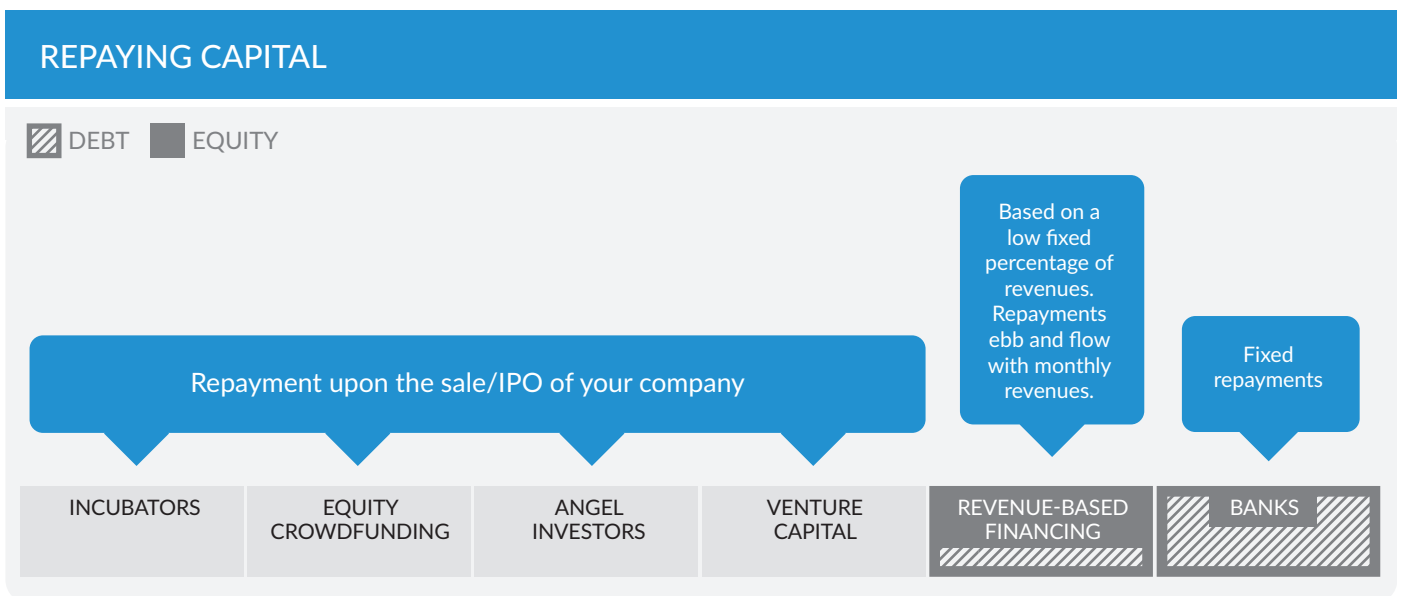 REPAYING CAPITAL
DEBT
EQUITY
Based on a
low fixed
percentage of
revenues.
Repayments
ebb and flow
with monthly
revenues.
Repayment upon the sale/IPO of your company
Fixed
repayments
INCUBATORS
EQUITY
CROWDFUNDING
ANGEL
INVESTORS
VENTURE
CAPITAL
REVENUE-BASED
FINANCING
BANKS